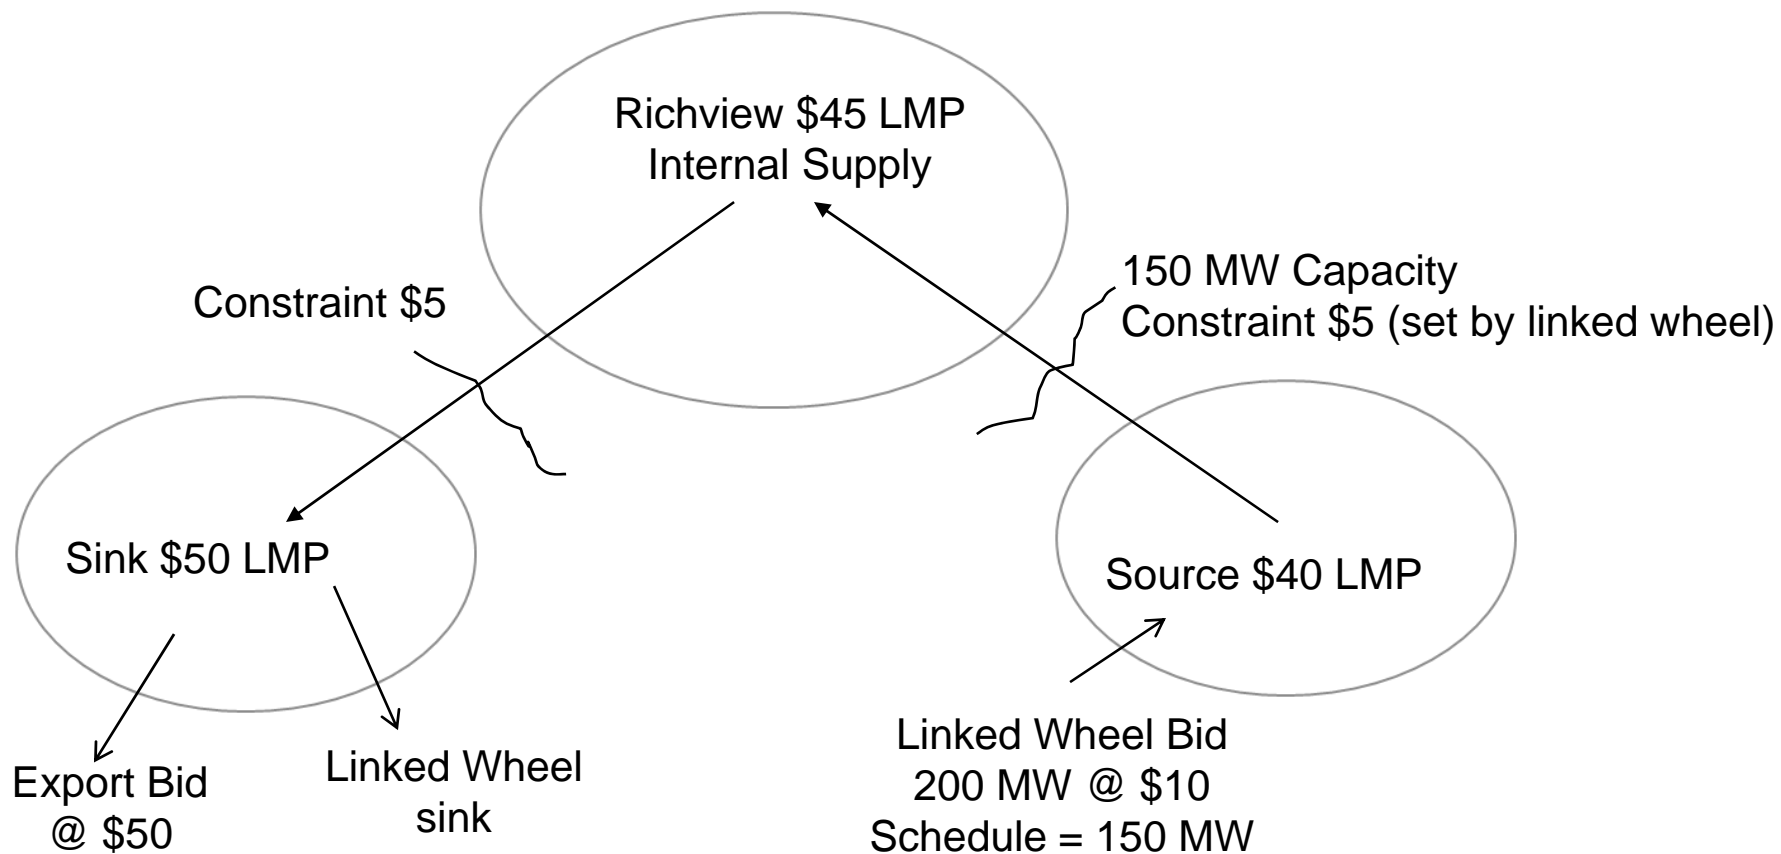 Richview $45 LMP
Internal Supply
150 MW Capacity
Constraint $5 (set by linked wheel)
Constraint $5
Sink $50 LMP
Source $40 LMP
Export Bid
@ $50
Linked Wheel
sink
Linked Wheel Bid
200 MW @ $10
Schedule = 150 MW